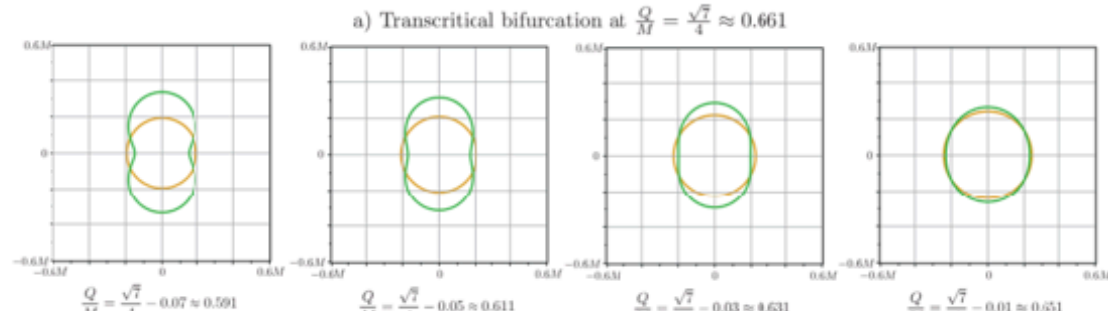 a) Transcritical bifurcation at Q/M = √7/4 ≈ 0.661
0.6M 0.6M 0.6M 0.6M
0 0 0 0
−0.6M −0.6M −0.6M −0.6M
−0.6M 0 0.6M −0.6M 0 0.6M −0.6M 0 0.6M −0.6M 0 0.6M
Q/M = √7/4 − 0.07 ≈ 0.591
Q = √7 − 0.05 ≈ 0.611
Q = √7 − 0.03 ≈ 0.631
Q = √7 − 0.01 ≈ 0.651